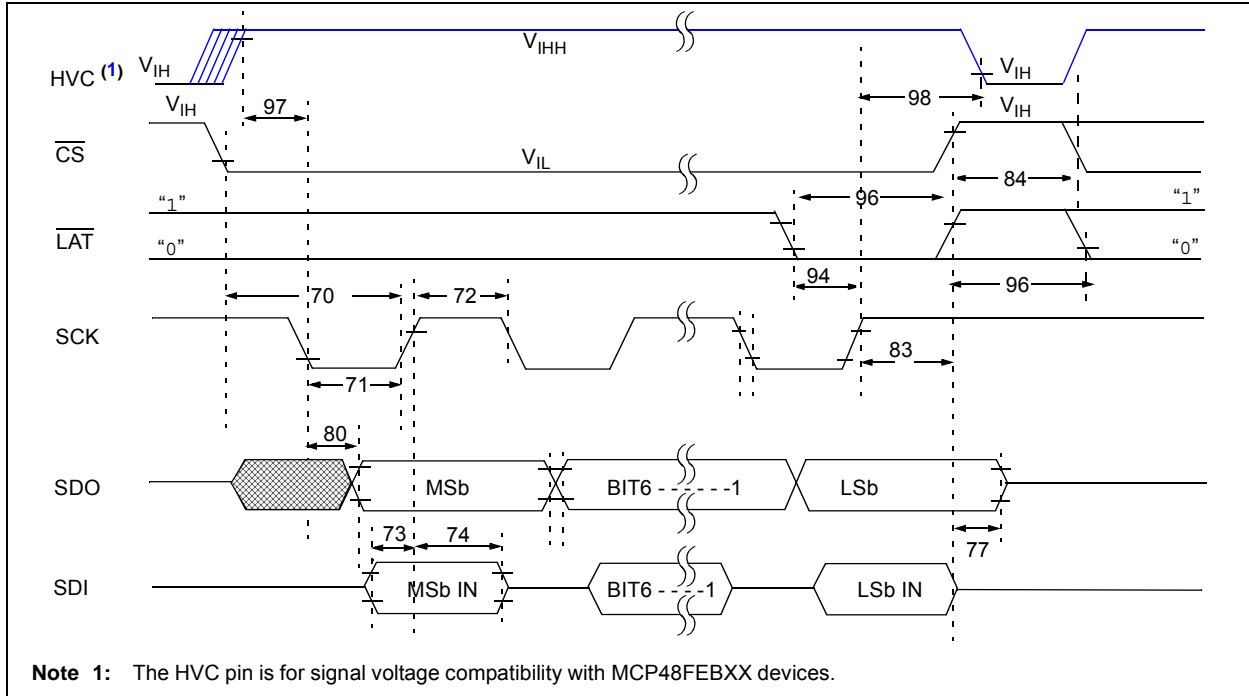 HVC (1) VIH VIHH VIH
97 98
VIH VIH
CS VIL
84
"1" 96 "1"
LAT "0" "0"
94 96
70 72
SCK
83
71
80
SDO MSb BIT6 - - - - - - -1 LSb
73 74 77
SDI MSb IN BIT6 - - - - -1 LSb IN
Note 1: The HVC pin is for signal voltage compatibility with MCP48FEBXX devices.